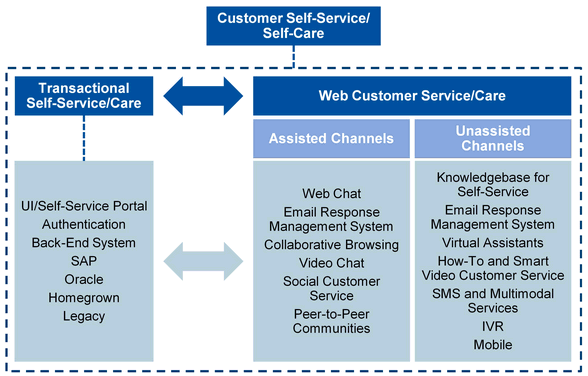 Customer Self-Service/
Self-Care
Transactional
Self-Service/Care
Web Customer Service/Care
Assisted Channels
Unassisted
Channels
UI/Self-Service Portal
Authentication
Back-End System
SAP
Oracle
Homegrown
Legacy
Web Chat
Email Response
Management System
Collaborative Browsing
Video Chat
Social Customer
Service
Peer-to-Peer
Communities
Knowledgebase for
Self-Service
Email Response
Management System
Virtual Assistants
How-To and Smart
Video Customer Service
SMS and Multimodal
Services
IVR
Mobile